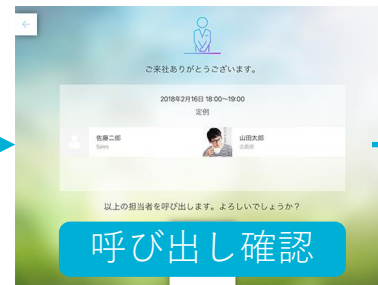 ご来社ありがとうございます。
2018年2月16日 18:00〜19:00
定例
佐藤二郎
Sales
山田太郎
以上の担当者を呼び出します。よろしいでしょうか？
呼び出し確認